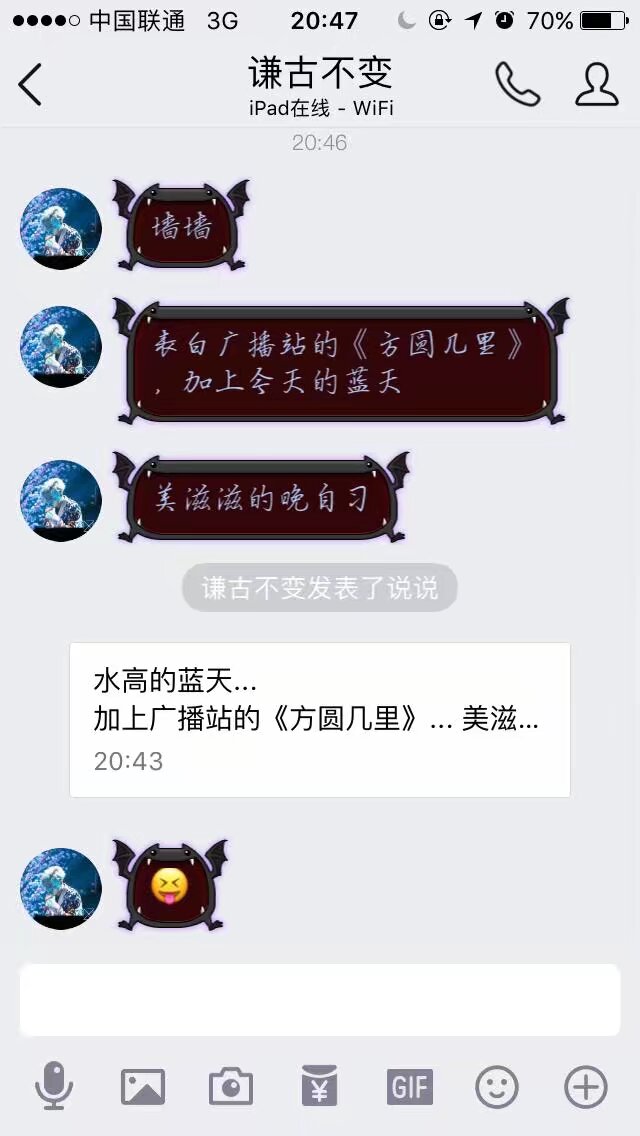 中国联通 3G 20:47 70%
谦古不变
iPad在线 - WiFi
20:46
墙墙
表白广播站的《方圆几里》
，加上今天的蓝天
美滋滋的晚自习
谦古不变发表了说说
水高的蓝天...
加上广播站的《方圆几里》... 美滋...
20:43
GIF